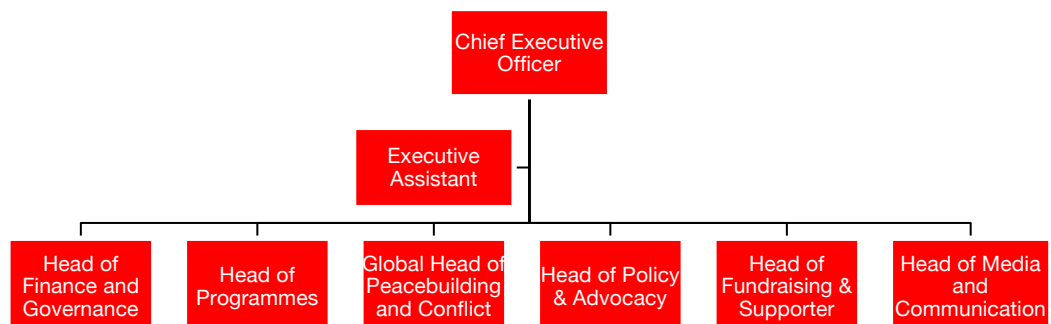 Chief Executive
Officer
Executive
Assistant
Head of
Finance and
Governance
Head of
Programmes
Global Head of
Peacebuilding
and Conflict
Head of Policy
& Advocacy
Head of
Fundraising &
Supporter
Head of Media
and
Communication